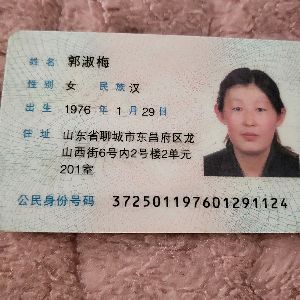 姓名 郭淑梅
性别 女 民族 汉
出生 1976 年 1 月 29 日
住址 山东省聊城市东昌府区龙
山西街6号内2号楼2单元
201室
公民身份号码 372501197601291124